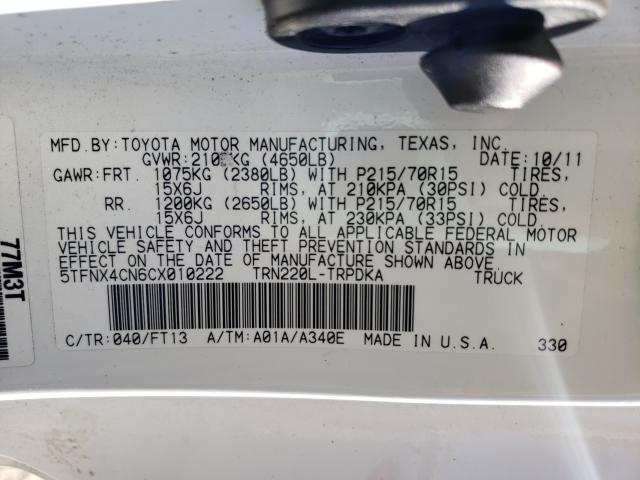 MFD.BY:TOYOTA MOTOR MANUFACTURING, TEXAS, INC.
GVWR: (4650LB) DATE:10/11
GAWR:FRT. 1075KG (2380LB) WITH P215/70R15 TIRES,
15X6J RIMS, AT 210KPA (30PSI) COLD
RR. 1200KG (2650LB) WITH P215/70R15 TIRES,
15X6J RIMS, AT 230KPA (33PSI) COLD
THIS VEHICLE CONFORMS TO ALL APPLICABLE FEDERAL MOTOR
VEHICLE SAFETY AND THEFT PREVENTION STANDARDS IN
EFFECT ON THE DATE OF MANUFACTURE SHOWN ABOVE.
5TFNX4CN6CX010222 TRN220L-TRPDKA TRUCK
C/TR:040/FT13 A/TM:A01A/A340E MADE IN U.S.A. 330
77M3T